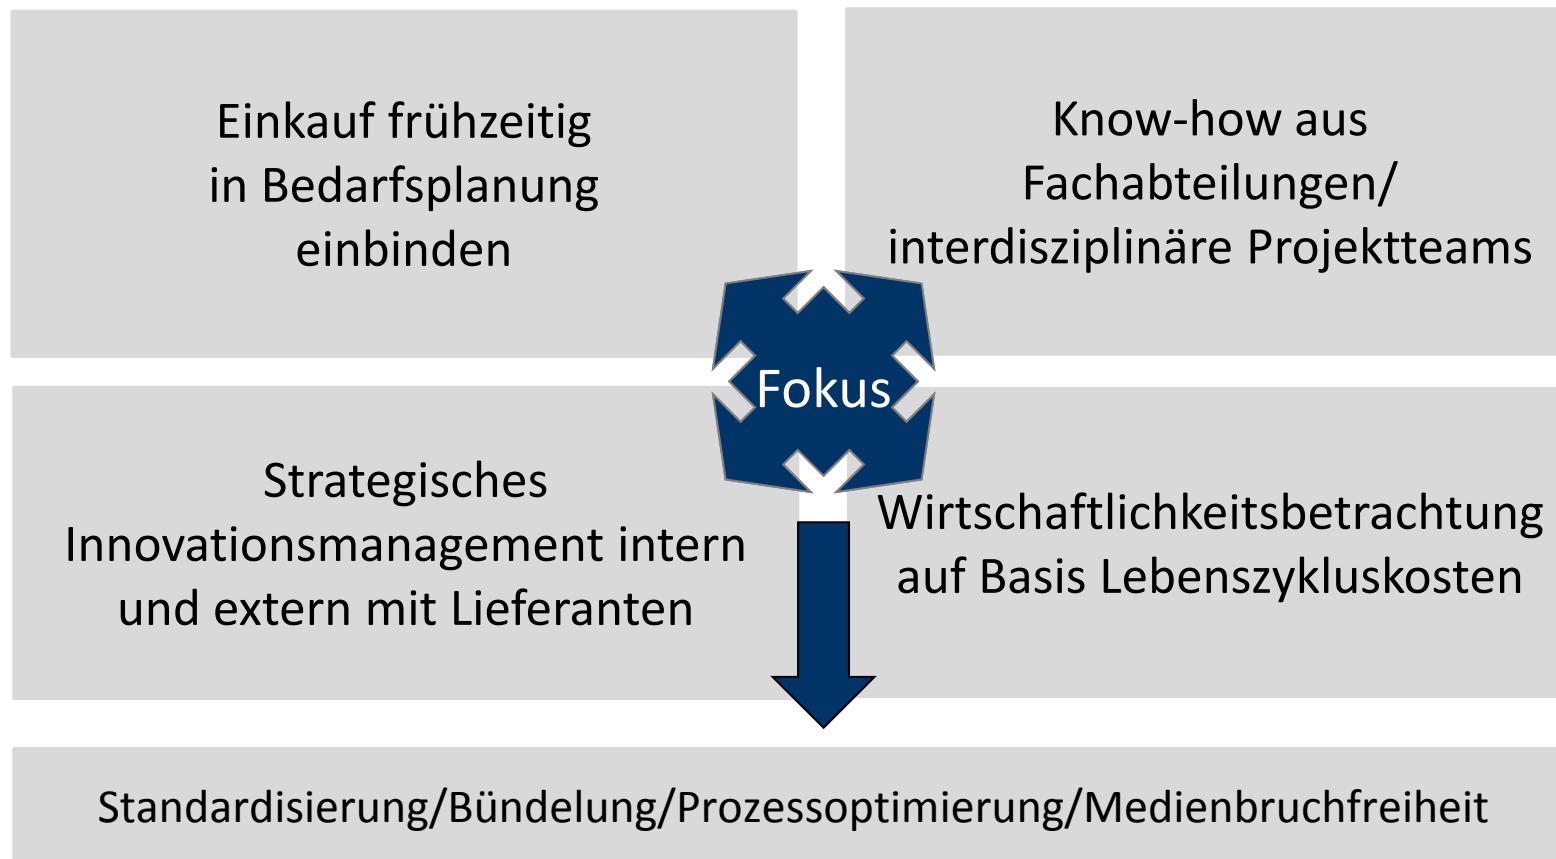 Einkauf frühzeitig
in Bedarfsplanung
einbinden
Know-how aus
Fachabteilungen/
interdisziplinäre Projektteams
Fokus
Strategisches
Innovationsmanagement intern
und extern mit Lieferanten
Wirtschaftlichkeitsbetrachtung
auf Basis Lebenszykluskosten
Standardisierung/Bündelung/Prozessoptimierung/Medienbruchfreiheit